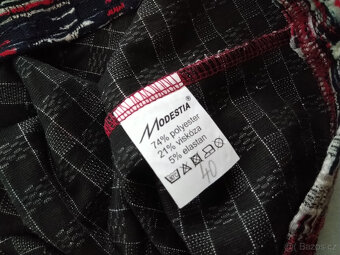 MODESTIA®
74% polyester
21% viskóza
5% elastan
40
Bazos.cz